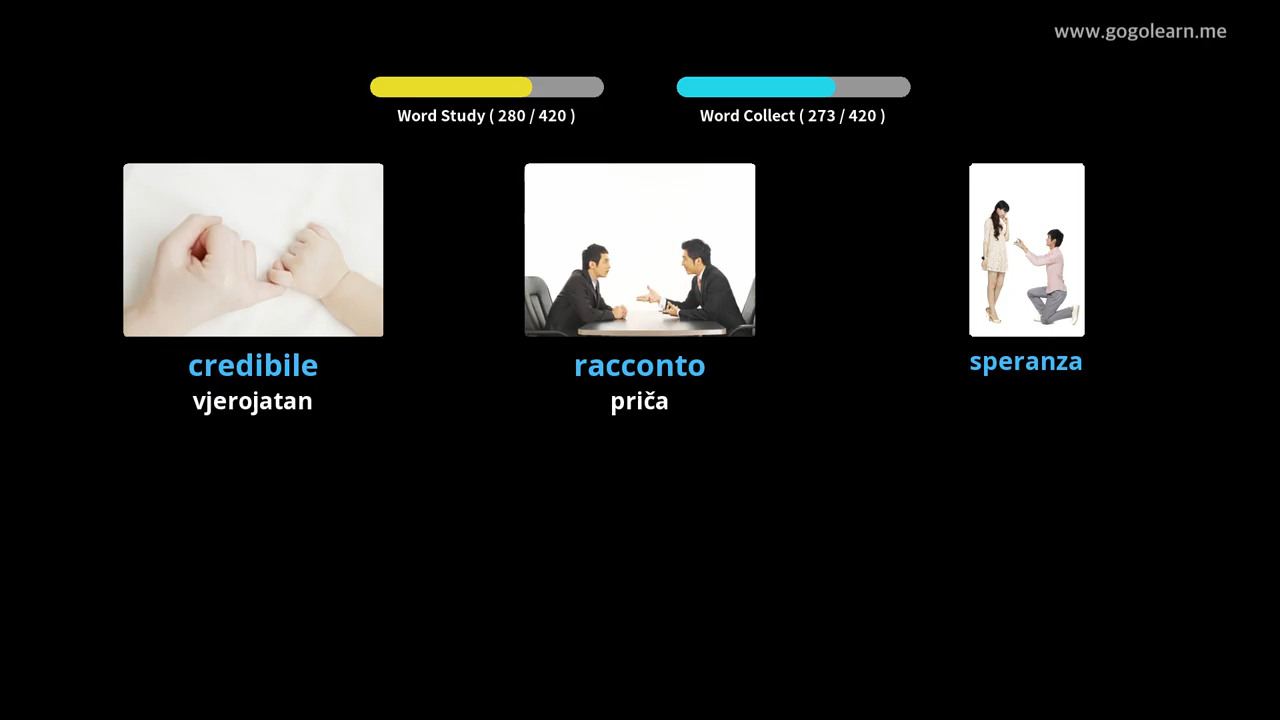 www.gogolearn.me
Word Study ( 280 / 420 )
Word Collect ( 273 / 420 )
credibile
vjerojatan
racconto
priča
speranza